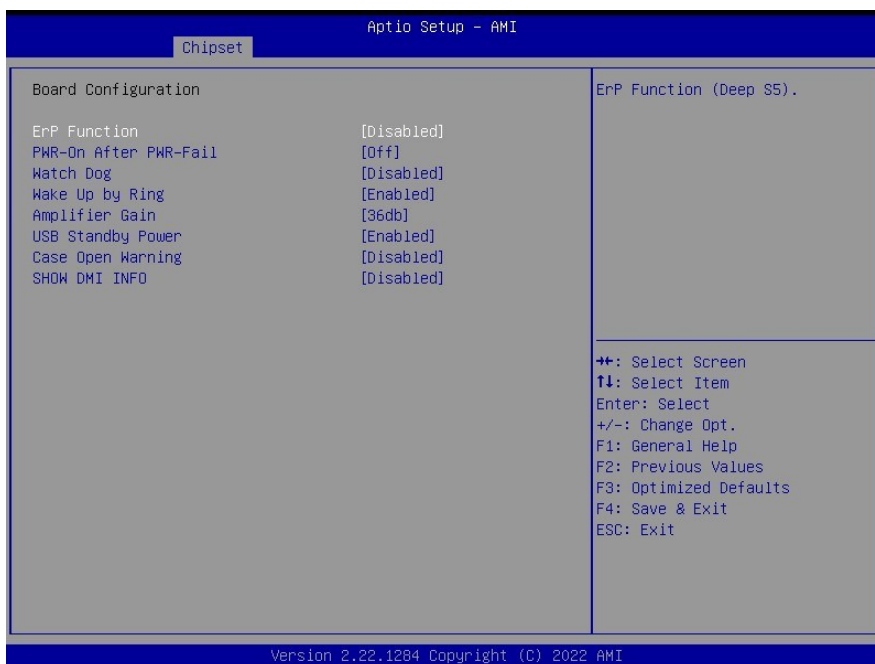 Aptio Setup - AMI
Chipset
Board Configuration
ErP Function [Disabled]
PWR-On After PWR-Fail [Off]
Watch Dog [Disabled]
Wake Up by Ring [Enabled]
Amplifier Gain [36db]
USB Standby Power [Enabled]
Case Open Warning [Disabled]
SHOW DMI INFO [Disabled]
ErP Function (Deep S5).
→←: Select Screen
↑↓: Select Item
Enter: Select
+/-: Change Opt.
F1: General Help
F2: Previous Values
F3: Optimized Defaults
F4: Save & Exit
ESC: Exit
Version 2.22.1284 Copyright (C) 2022 AMI